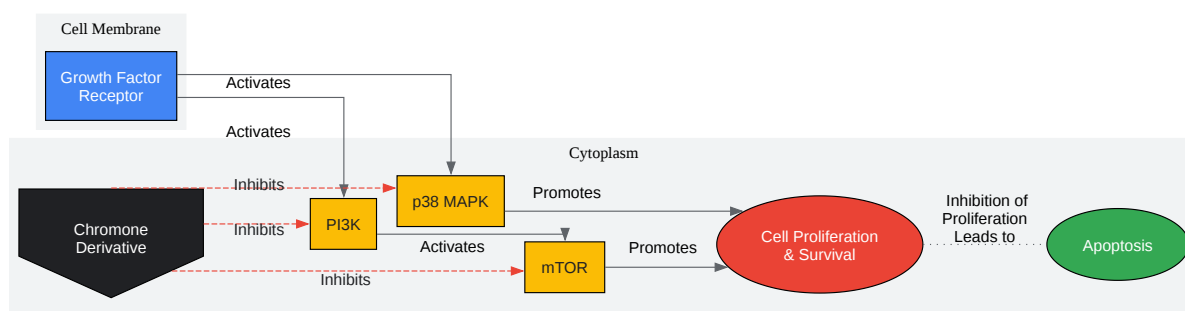 Cell Membrane
Growth Factor
Receptor
Activates
Activates
Cytoplasm
Inhibits
p38 MAPK
Promotes
Inhibition of
Proliferation
Leads to
Chromone
Derivative
Inhibits
PI3K
Activates
mTOR
Promotes
Cell Proliferation
& Survival
Apoptosis
Inhibits